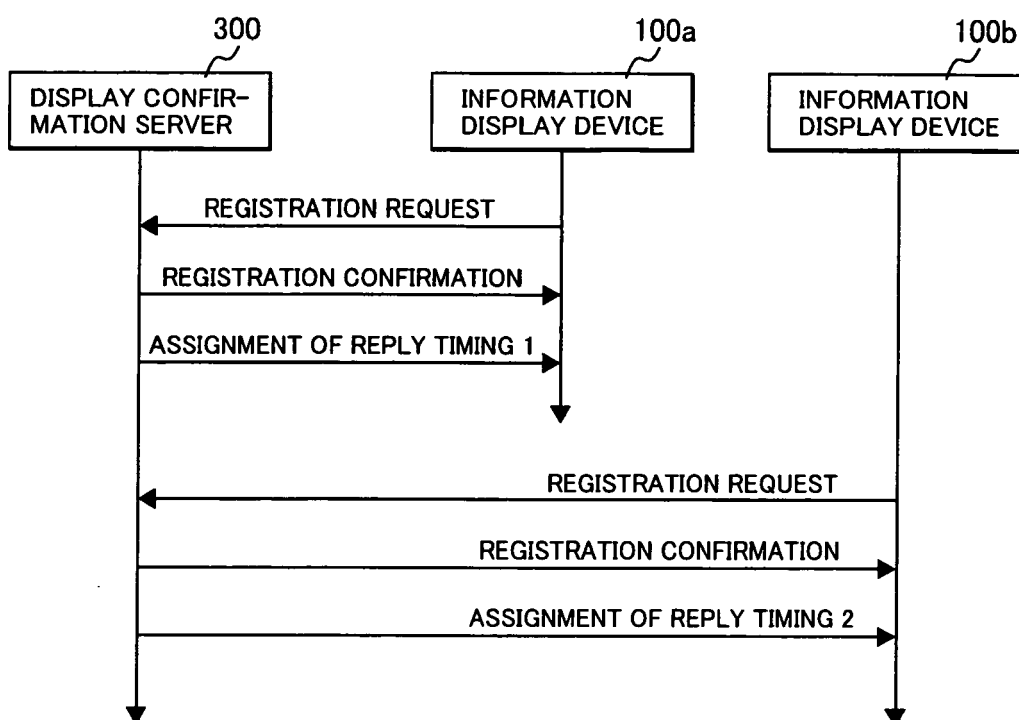 300
100a
100b
DISPLAY CONFIR-
MATION SERVER
INFORMATION
DISPLAY DEVICE
INFORMATION
DISPLAY DEVICE
REGISTRATION REQUEST
REGISTRATION CONFIRMATION
ASSIGNMENT OF REPLY TIMING 1
REGISTRATION REQUEST
REGISTRATION CONFIRMATION
ASSIGNMENT OF REPLY TIMING 2